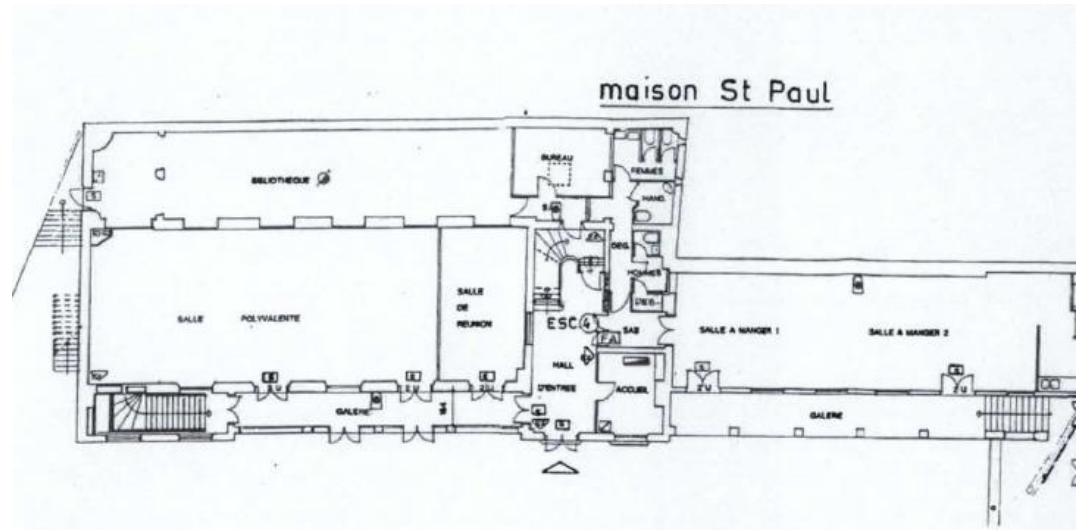 maison St Paul
BUREAU
FEMMES
BIBLIOTHEQUE
HAND.
DEG.
HOMMES
SALLE
DE
REUNION
SALLE POLYVALENTE
ESC. 4
SAS
SALLE A MANGER 1
SALLE A MANGER 2
HALL
D'ENTREE
ACCUEIL
GALERIE
184
GALERIE